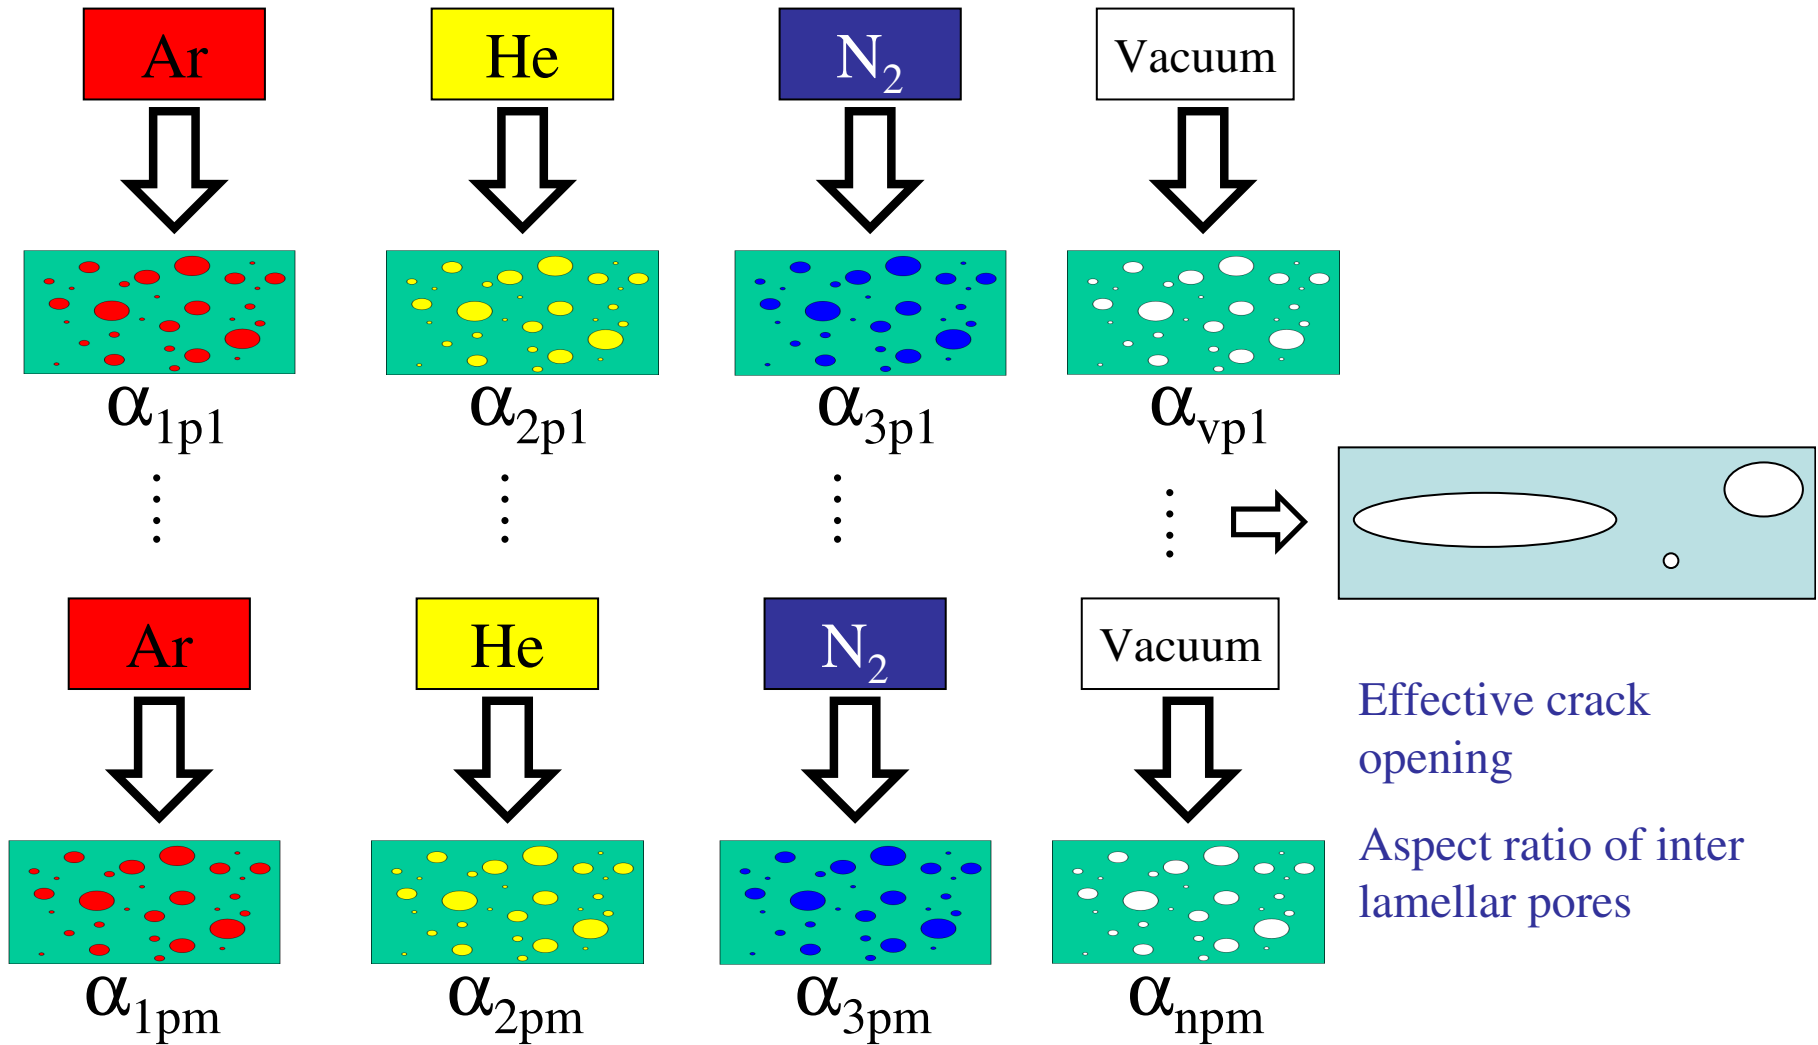 Ar He N₂ Vacuum
α₁ₚ₁ α₂ₚ₁ α₃ₚ₁ αᵥₚ₁
Ar He N₂ Vacuum
α₁ₚₘ α₂ₚₘ α₃ₚₘ αₙₚₘ
Effective crack
opening
Aspect ratio of inter
lamellar pores